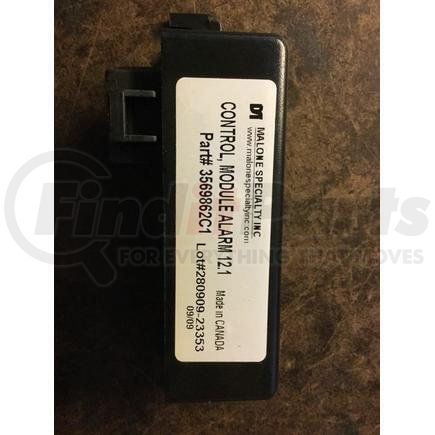 MALONE SPECIALTY INC
www.malonespecialtyinc.com
CONTROL, MODULE ALARM 12.1
Part# 3569862C1
Made in CANADA
Lot#280909-23353
09/09
FindItParts